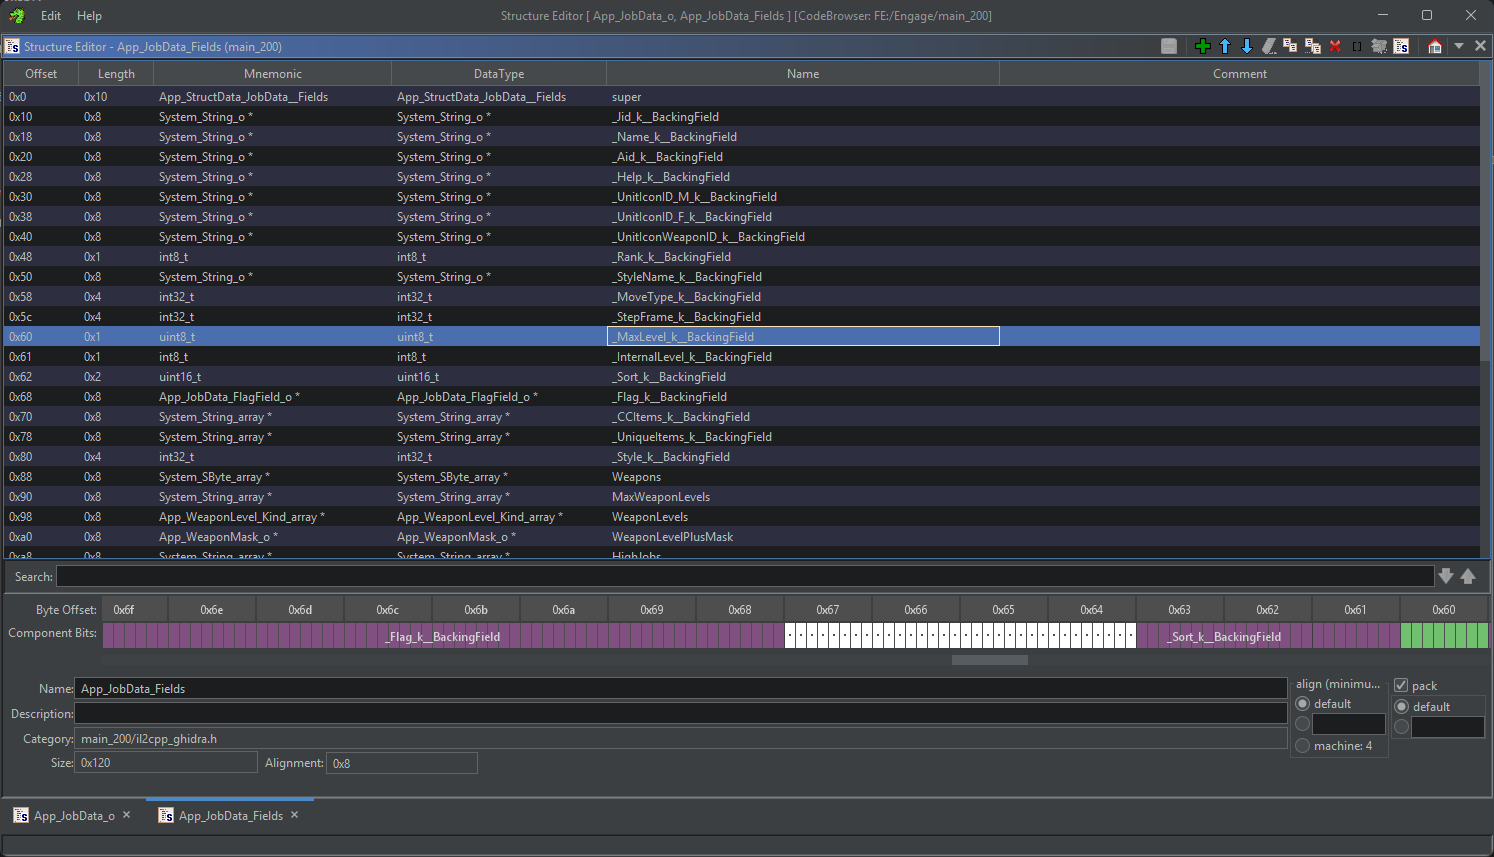 Edit Help Structure Editor [ App_JobData_o, App_JobData_Fields ] [CodeBrowser: FE:/Engage/main_200]
Structure Editor - App_JobData_Fields (main_200)
Offset Length Mnemonic DataType Name Comment
0x0 0x10 App_StructData_JobData__Fields App_StructData_JobData__Fields super
0x10 0x8 System_String_o * System_String_o * _Jid_k__BackingField
0x18 0x8 System_String_o * System_String_o * _Name_k__BackingField
0x20 0x8 System_String_o * System_String_o * _Aid_k__BackingField
0x28 0x8 System_String_o * System_String_o * _Help_k__BackingField
0x30 0x8 System_String_o * System_String_o * _UnitIconID_M_k__BackingField
0x38 0x8 System_String_o * System_String_o * _UnitIconID_F_k__BackingField
0x40 0x8 System_String_o * System_String_o * _UnitIconWeaponID_k__BackingField
0x48 0x1 int8_t int8_t _Rank_k__BackingField
0x50 0x8 System_String_o * System_String_o * _StyleName_k__BackingField
0x58 0x4 int32_t int32_t _MoveType_k__BackingField
0x5c 0x4 int32_t int32_t _StepFrame_k__BackingField
0x60 0x1 uint8_t uint8_t _MaxLevel_k__BackingField
0x61 0x1 int8_t int8_t _InternalLevel_k__BackingField
0x62 0x2 uint16_t uint16_t _Sort_k__BackingField
0x68 0x8 App_JobData_FlagField_o * App_JobData_FlagField_o * _Flag_k__BackingField
0x70 0x8 System_String_array * System_String_array * _CCItems_k__BackingField
0x78 0x8 System_String_array * System_String_array * _UniqueItems_k__BackingField
0x80 0x4 int32_t int32_t _Style_k__BackingField
0x88 0x8 System_SByte_array * System_SByte_array * Weapons
0x90 0x8 System_String_array * System_String_array * MaxWeaponLevels
0x98 0x8 App_WeaponLevel_Kind_array * App_WeaponLevel_Kind_array * WeaponLevels
0xa0 0x8 App_WeaponMask_o * App_WeaponMask_o * WeaponLevelPlusMask
0xa8 0x8 System_String_array * System_String_array * HighJobs
Search:
Byte Offset: 0x6f 0x6e 0x6d 0x6c 0x6b 0x6a 0x69 0x68 0x67 0x66 0x65 0x64 0x63 0x62 0x61 0x60
Component Bits: _Flag_k__BackingField _Sort_k__BackingField
Name: App_JobData_Fields align (minimu... pack
Description: default default
Category: main_200/il2cpp_ghidra.h
Size: 0x120 Alignment: 0x8 machine: 4
App_JobData_o App_JobData_Fields